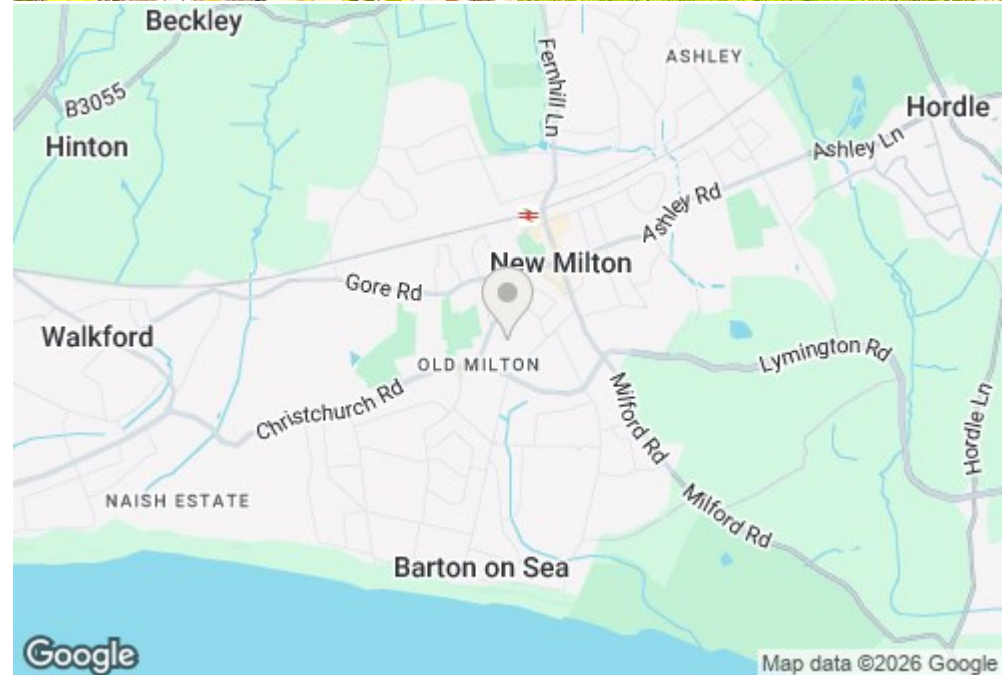 Beckley
ASHLEY
Fernhill Ln
B3055
Hordle
Hinton
Ashley Ln
Ashley Rd
New Milton
Gore Rd
Walkford
OLD MILTON
Lymington Rd
Christchurch Rd
Milford Rd
Hordle Ln
NAISH ESTATE
Milford Rd
Barton on Sea
Google
Map data ©2026 Google